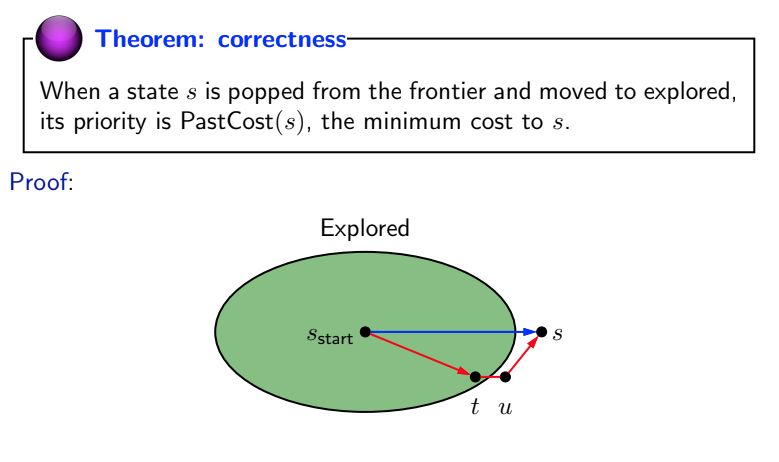 Theorem: correctness
When a state s is popped from the frontier and moved to explored,
its priority is PastCost(s), the minimum cost to s.
Proof:
Explored
s_start
s
t u